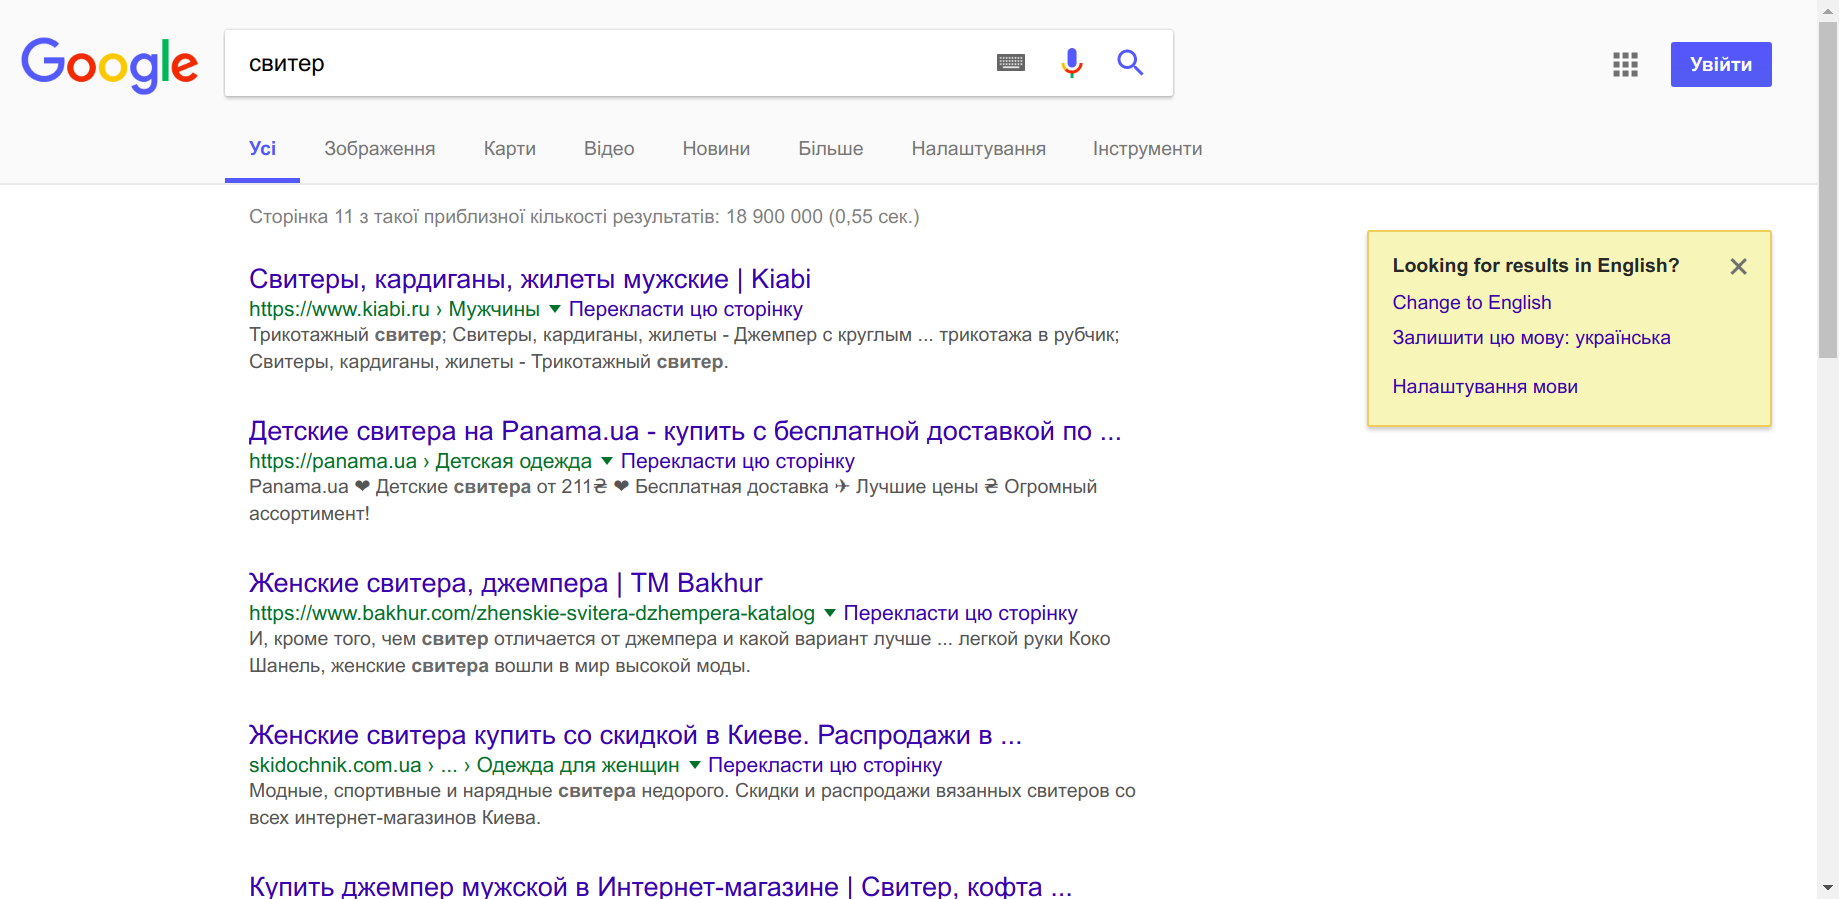 Google
свитер
Увійти
Усі Зображення Карти Відео Новини Більше Налаштування Інструменти
Сторінка 11 з такої приблизної кількості результатів: 18 900 000 (0,55 сек.)
Looking for results in English?
Change to English
Залишити цю мову: українська
Налаштування мови
Свитеры, кардиганы, жилеты мужские | Kiabi
https://www.kiabi.ru › Мужчины ▼ Перекласти цю сторінку
Трикотажный свитер; Свитеры, кардиганы, жилеты - Джемпер с круглым ... трикотажа в рубчик;
Свитеры, кардиганы, жилеты - Трикотажный свитер.
Детские свитера на Panama.ua - купить с бесплатной доставкой по ...
https://panama.ua › Детская одежда ▼ Перекласти цю сторінку
Panama.ua ❤ Детские свитера от 211₴ ❤ Бесплатная доставка ✈ Лучшие цены ₴ Огромный
ассортимент!
Женские свитера, джемпера | ТМ Bakhur
https://www.bakhur.com/zhenskie-svitera-dzhempera-katalog ▼ Перекласти цю сторінку
И, кроме того, чем свитер отличается от джемпера и какой вариант лучше ... легкой руки Коко
Шанель, женские свитера вошли в мир высокой моды.
Женские свитера купить со скидкой в Киеве. Распродажи в ...
skidochnik.com.ua › ... › Одежда для женщин ▼ Перекласти цю сторінку
Модные, спортивные и нарядные свитера недорого. Скидки и распродажи вязанных свитеров со
всех интернет-магазинов Киева.
Купить джемпер мужской в Интернет-магазине | Свитер, кофта ...